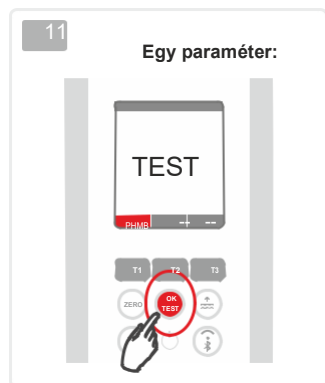 11
Egy paraméter:
TEST
PHMB -- --
T1 T2 T3
ZERO
OK
TEST